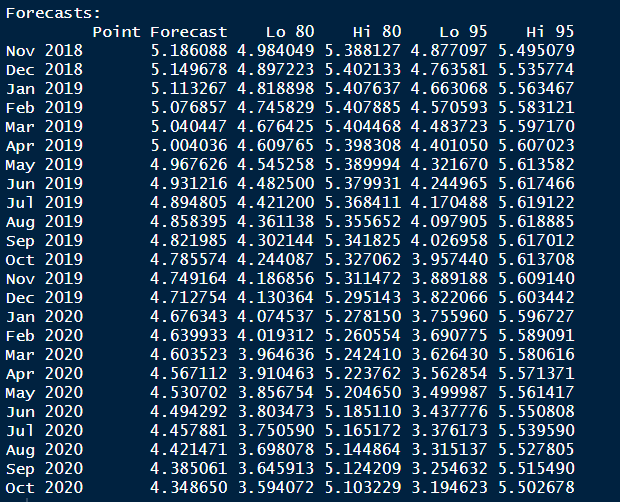 Forecasts:
Point Forecast Lo 80 Hi 80 Lo 95 Hi 95
Nov 2018 5.186088 4.984049 5.388127 4.877097 5.495079
Dec 2018 5.149678 4.897223 5.402133 4.763581 5.535774
Jan 2019 5.113267 4.818898 5.407637 4.663068 5.563467
Feb 2019 5.076857 4.745829 5.407885 4.570593 5.583121
Mar 2019 5.040447 4.676425 5.404468 4.483723 5.597170
Apr 2019 5.004036 4.609765 5.398308 4.401050 5.607023
May 2019 4.967626 4.545258 5.389994 4.321670 5.613582
Jun 2019 4.931216 4.482500 5.379931 4.244965 5.617466
Jul 2019 4.894805 4.421200 5.368411 4.170488 5.619122
Aug 2019 4.858395 4.361138 5.355652 4.097905 5.618885
Sep 2019 4.821985 4.302144 5.341825 4.026958 5.617012
Oct 2019 4.785574 4.244087 5.327062 3.957440 5.613708
Nov 2019 4.749164 4.186856 5.311472 3.889188 5.609140
Dec 2019 4.712754 4.130364 5.295143 3.822066 5.603442
Jan 2020 4.676343 4.074537 5.278150 3.755960 5.596727
Feb 2020 4.639933 4.019312 5.260554 3.690775 5.589091
Mar 2020 4.603523 3.964636 5.242410 3.626430 5.580616
Apr 2020 4.567112 3.910463 5.223762 3.562854 5.571371
May 2020 4.530702 3.856754 5.204650 3.499987 5.561417
Jun 2020 4.494292 3.803473 5.185110 3.437776 5.550808
Jul 2020 4.457881 3.750590 5.165172 3.376173 5.539590
Aug 2020 4.421471 3.698078 5.144864 3.315137 5.527805
Sep 2020 4.385061 3.645913 5.124209 3.254632 5.515490
Oct 2020 4.348650 3.594072 5.103229 3.194623 5.502678